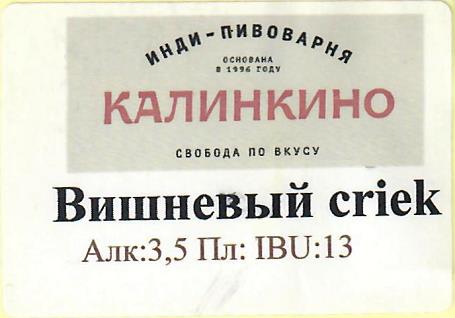 ИНДИ-ПИВОВАРНЯ
ОСНОВАНА
В 1996 ГОДУ
КАЛИНКИНО
СВОБОДА ПО ВКУСУ
Вишневый criek
Алк:3,5 Пл: IBU:13